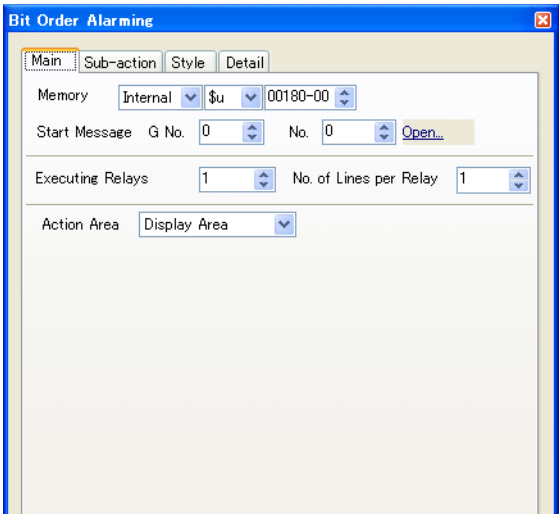 Bit Order Alarming
Main Sub-action Style Detail
Memory Internal $u 00180-00
Start Message G No. 0 No. 0 Open...
Executing Relays 1 No. of Lines per Relay 1
Action Area Display Area